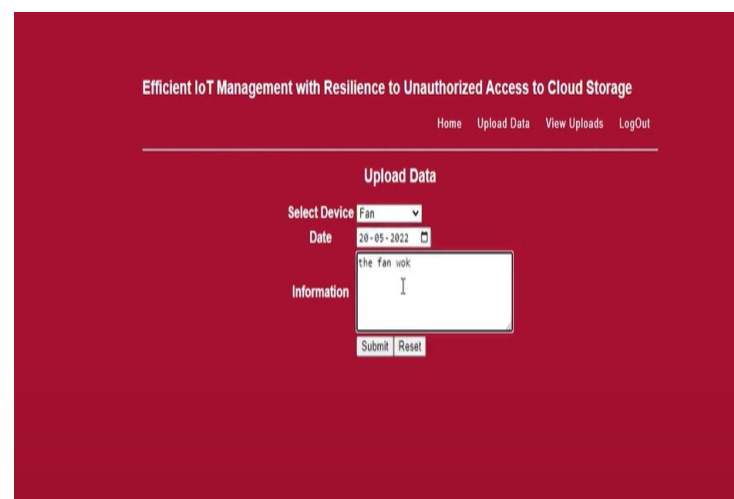 Efficient IoT Management with Resilience to Unauthorized Access to Cloud Storage
Home Upload Data View Uploads LogOut
Upload Data
Select Device Fan
Date 20-05-2022
Information the fan wok
Submit Reset